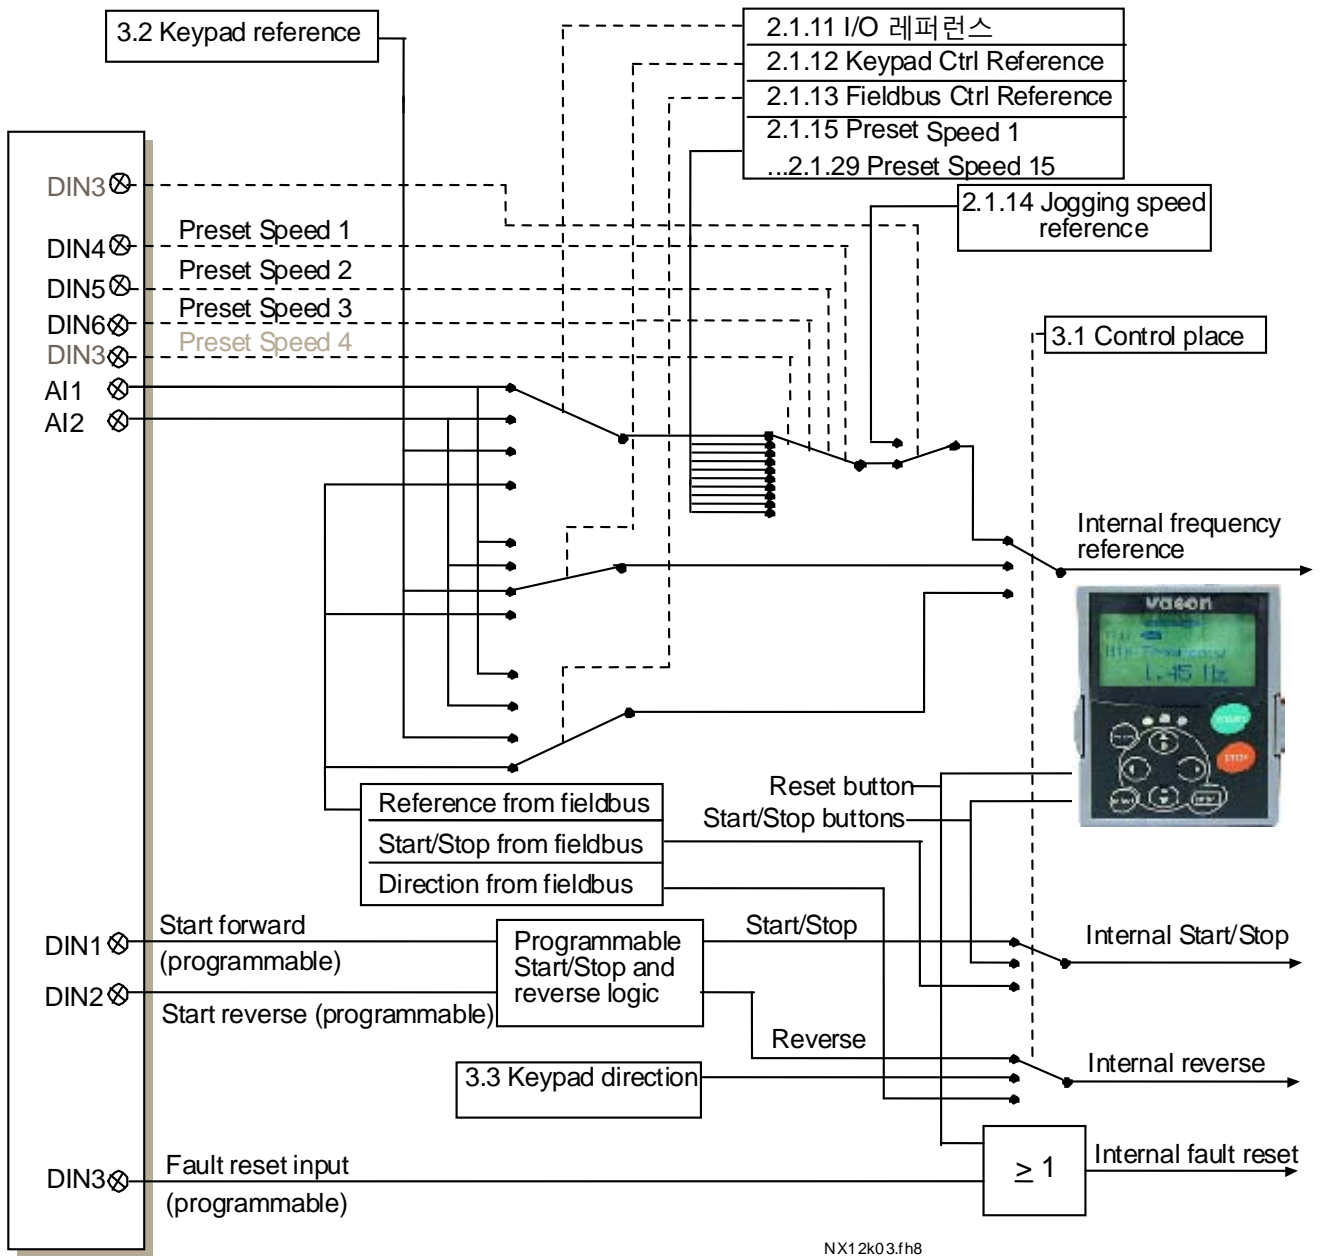 3.2 Keypad reference
2.1.11 I/O 레퍼런스
2.1.12 Keypad Ctrl Reference
2.1.13 Fieldbus Ctrl Reference
2.1.15 Preset Speed 1
...2.1.29 Preset Speed 15
2.1.14 Jogging speed
reference
DIN3
Preset Speed 1
DIN4
Preset Speed 2
DIN5
Preset Speed 3
DIN6
Preset Speed 4
DIN3
3.1 Control place
AI1
AI2
Internal frequency
reference
vacon
1.45 Hz
STOP
Reset button
Start/Stop buttons
Reference from fieldbus
Start/Stop from fieldbus
Direction from fieldbus
DIN1
Start forward
(programmable)
Programmable
Start/Stop and
reverse logic
Start/Stop
Internal Start/Stop
DIN2
Start reverse (programmable)
Reverse
Internal reverse
3.3 Keypad direction
DIN3
Fault reset input
(programmable)
≥ 1
Internal fault reset
NX12k03.fh8